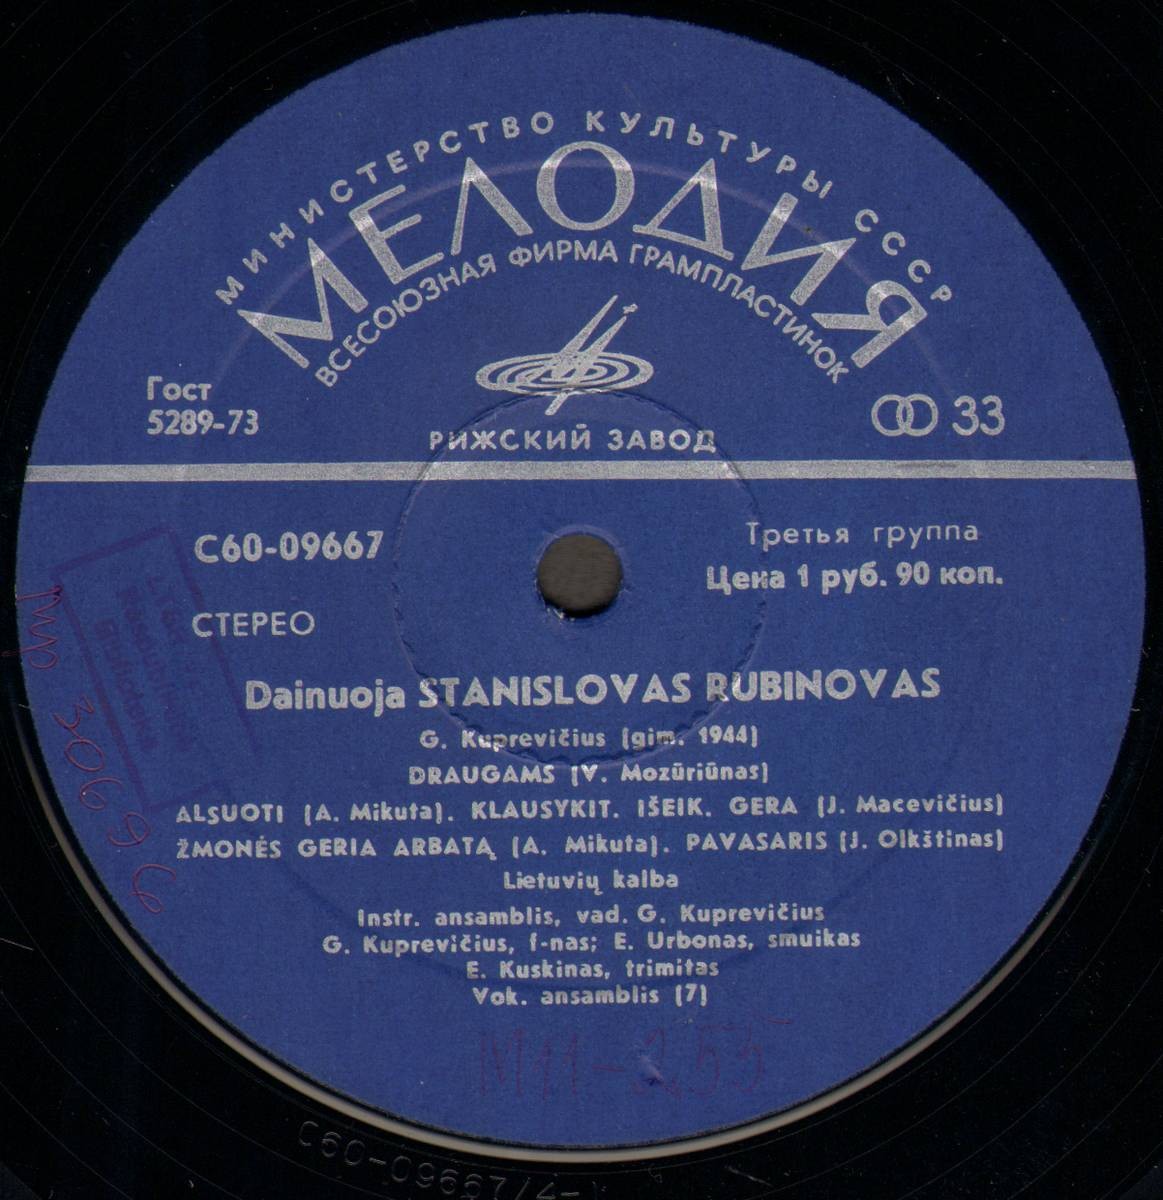 МИНИСТЕРСТВО КУЛЬТУРЫ СССР
МЕЛОДИЯ
ВСЕСОЮЗНАЯ ФИРМА ГРАМПЛАСТИНОК
Гост
5289-73
33
РИЖСКИЙ ЗАВОД
С60-09667
Третья группа
Цена 1 руб. 90 коп.
СТЕРЕО
Dainuoja STANISLOVAS RUBINOVAS
G. Kuprevičius (gim. 1944)
DRAUGAMS (V. Mozūriūnas)
ALSUOTI (A. Mikuta). KLAUSYKIT. IŠEIK. GERA (J. Macevičius)
ŽMONĖS GERIA ARBATĄ (A. Mikuta). PAVASARIS (J. Olkštinas)
Lietuvių kalba
Instr. ansamblis, vad. G. Kuprevičius
G. Kuprevičius, f-nas; E. Urbonas, smuikas
E. Kuskinas, trimitas
Vok. ansamblis (7)
M11-255